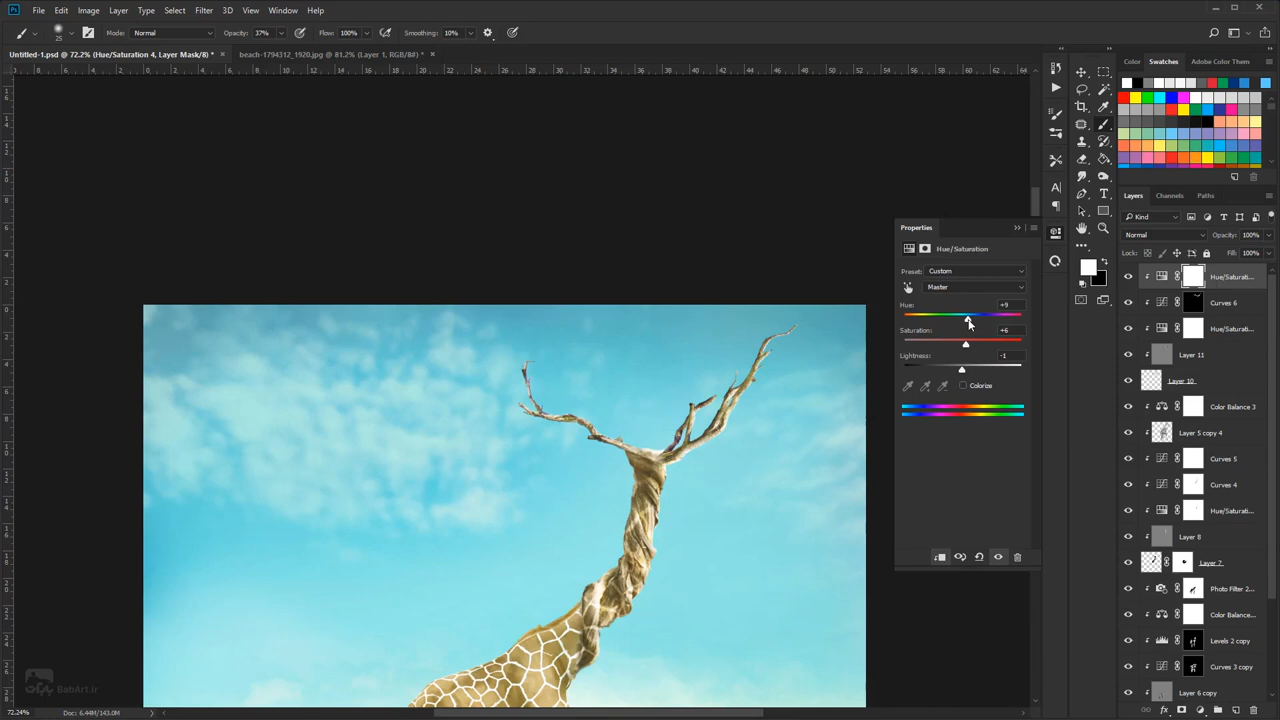 Ps File Edit Image Layer Type Select Filter 3D View Window Help
25 Mode: Normal Opacity: 37% Flow: 100% Smoothing: 10%
Untitled-1.psd @ 72.2% (Hue/Saturation 4, Layer Mask/8) * × beach-1794312_1920.jpg @ 81.2% (Layer 1, RGB/8#) * ×
Color Swatches Adobe Color Them
Layers Channels Paths
Kind
Normal Opacity: 100%
Lock: Fill: 100%
Hue/Saturati...
Curves 6
Hue/Saturati...
Layer 11
Layer 10
Color Balance 3
Layer 5 copy 4
Curves 5
Curves 4
Hue/Saturati...
Layer 8
Layer 7
Photo Filter 2...
Color Balance...
Levels 2 copy
Curves 3 copy
Layer 6 copy
Properties
Hue/Saturation
Preset: Custom
Master
Hue: +9
Saturation: +6
Lightness: -1
Colorize
BabArt.ir
72.24% Doc: 6.44M/143.0M